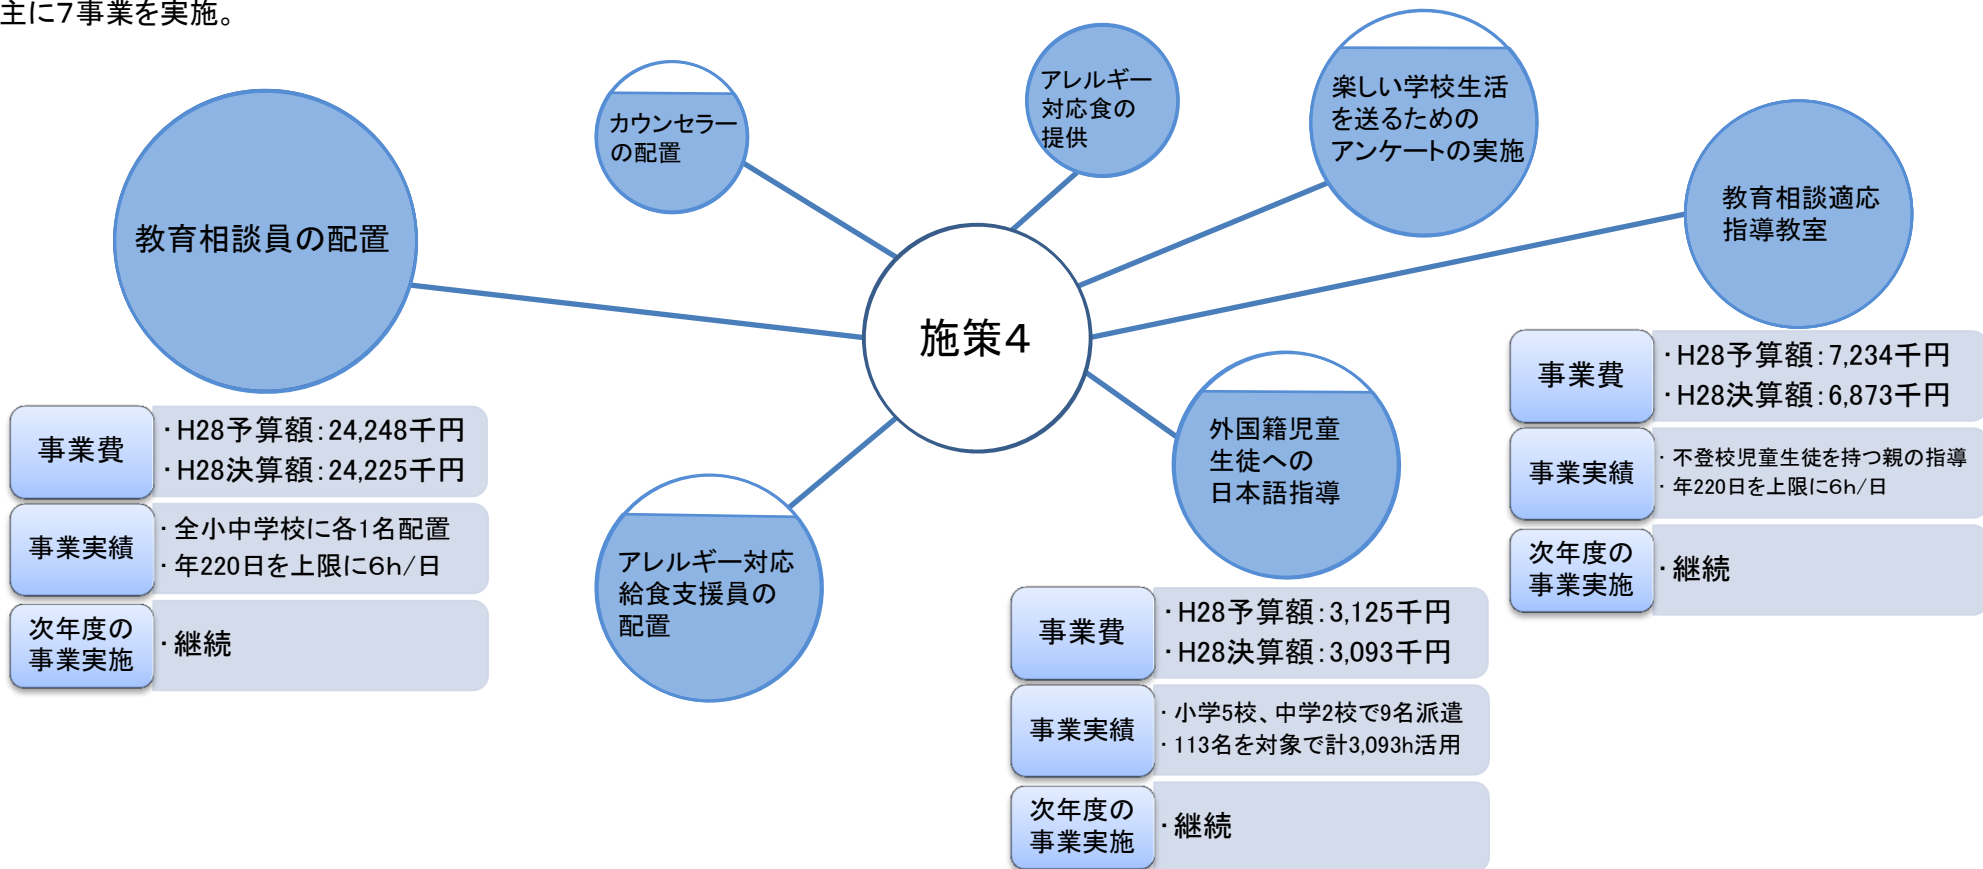 主に7事業を実施。
教育相談員の配置
カウンセラー
の配置
アレルギー
対応食の
提供
楽しい学校生活
を送るための
アンケートの実施
教育相談適応
指導教室
施策4
外国籍児童
生徒への
日本語指導
アレルギー対応
給食支援員の
配置
事業費
・H28予算額：24,248千円
・H28決算額：24,225千円
事業実績
・全小中学校に各1名配置
・年220日を上限に6h/日
次年度の
事業実施
・継続
事業費
・H28予算額：3,125千円
・H28決算額：3,093千円
事業実績
・小学5校、中学2校で9名派遣
・113名を対象で計3,093h活用
次年度の
事業実施
・継続
事業費
・H28予算額：7,234千円
・H28決算額：6,873千円
事業実績
・不登校児童生徒を持つ親の指導
・年220日を上限に6h/日
次年度の
事業実施
・継続